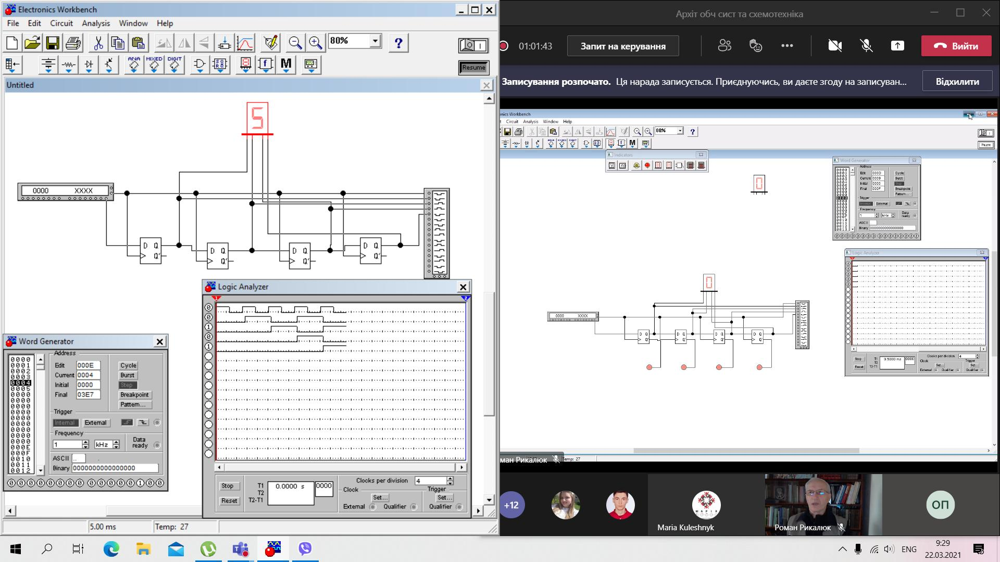 Electronics Workbench
File Edit Circuit Analysis Window Help
80%
?
ANA MIXED DIGIT
M
Resume
Untitled
5
0000 XXXX
D Q
Q'
D Q
Q'
D Q
Q'
D Q
Q'
Logic Analyzer
1 2
0
0
1
0
1
Stop
Reset
T1
T2
T2-T1
0.0000 s
0000
Clocks per division 4
Clock
Set...
External Qualifier
Trigger
Set...
Qualifier
Word Generator
0000
0001
0002
0003
0004
0005
0000
0000
0000
0000
0000
0000
0000
0000
000E
000F
0010
0011
0012
Address
Edit 000E
Current 0004
Initial 0000
Final 03E7
Cycle
Burst
Step
Breakpoint
Pattern...
Trigger
Internal External
Frequency
1 kHz
Data ready
ASCII ..
Binary 0000000000000000
0 0 0 0 0 0 0 0 0 0 0 0 0 1 0 0
5.00 ms
Temp: 27
Архіт обч сист та схемотехніка
01:01:43
Запит на керування
Вийти
Записування розпочато. Ця нарада записується. Приєднуючись, ви даєте згоду на записуван...
Відхилити
onics Workbench
t Circuit Analysis Window Help
80%
?
ANA MIXED DIGIT
M
Pause
Indicators
0
Word Generator
Address
Edit 000D
Current 0009
Initial 0000
Final 000F
Cycle
Burst
Step
Breakpoint
Pattern...
Trigger
Internal External
Frequency
1 kHz
Data ready
ASCII
Binary 0000000000000000
Logic Analyzer
Stop
Reset
T1
T2
T2-T1
9.5000 ms
0000
Clocks per division 4
Clock
Set...
External Qualifier
Trigger
Set...
Qualifier
0
0000 XXXX
D Q
Q'
D Q
Q'
D Q
Q'
D Q
Q'
ман Рикалюк
Temp: 27
+12
МАРІЯ
Maria Kuleshnyk
Роман Рикалюк
ОП
ENG
9:29
22.03.2021